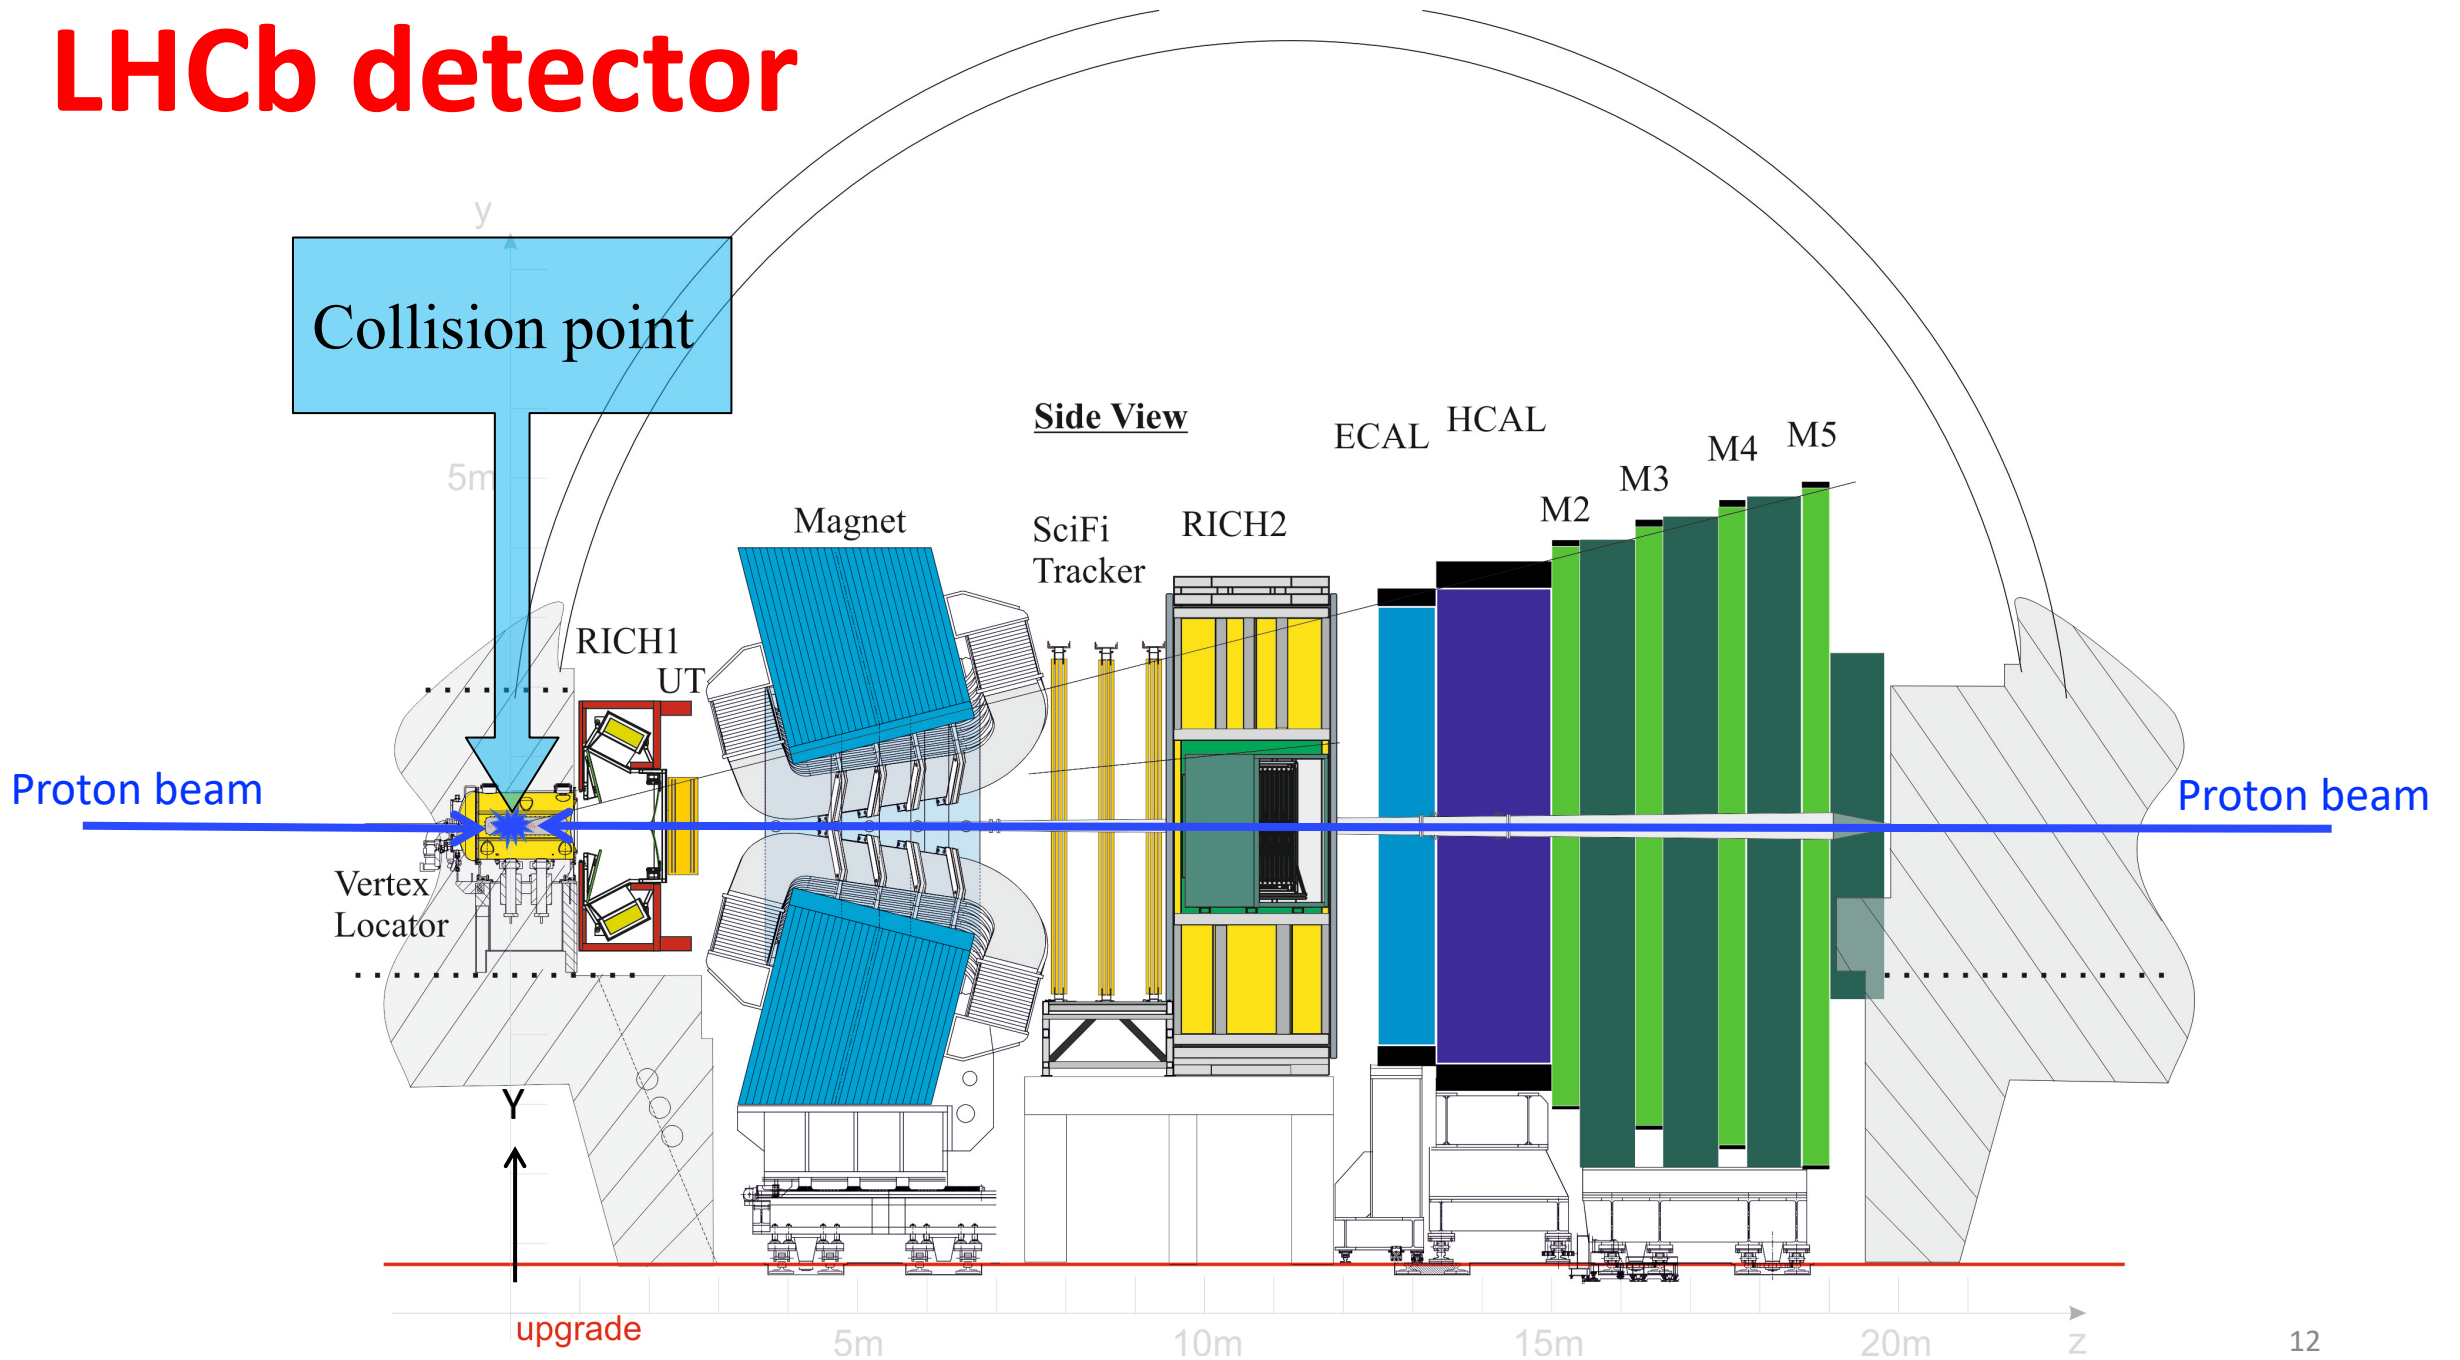 LHCb detector
y
Collision point
5m
Side View
ECAL
HCAL
M2
M3
M4
M5
Magnet
SciFi
Tracker
RICH2
RICH1
UT
Proton beam
Proton beam
Vertex
Locator
Y
upgrade
5m
10m
15m
20m
z
12